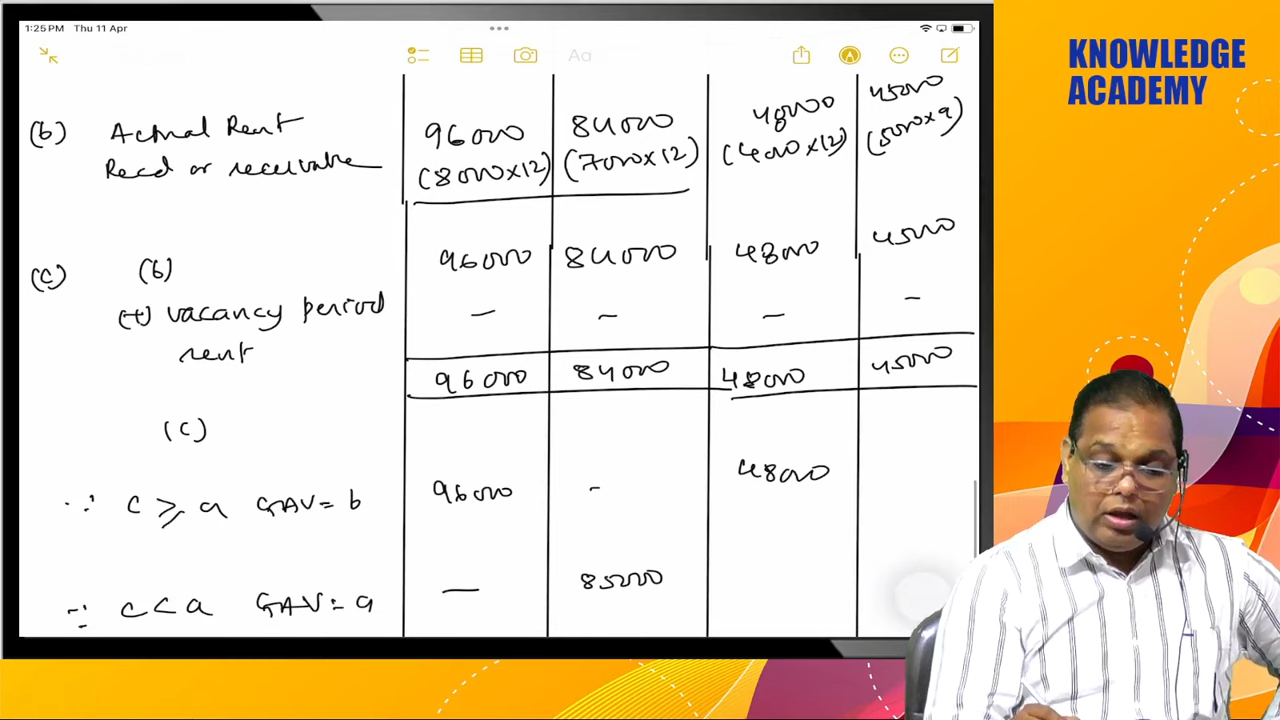 1:25 PM Thu 11 Apr
KNOWLEDGE
ACADEMY
Aa
(b) Actual Rent 96000 84000 48000 45000
Recd or receivable (8000x12) (7000x12) (4000x12) (5000x9)
(c) (b) 96000 84000 48000 45000
(+) vacancy period — — — —
rent
96000 84000 48000 45000
(c)
∵ c ⩾ a GAV = b 96000 - 48000
∵ c < a GAV = a — 85000